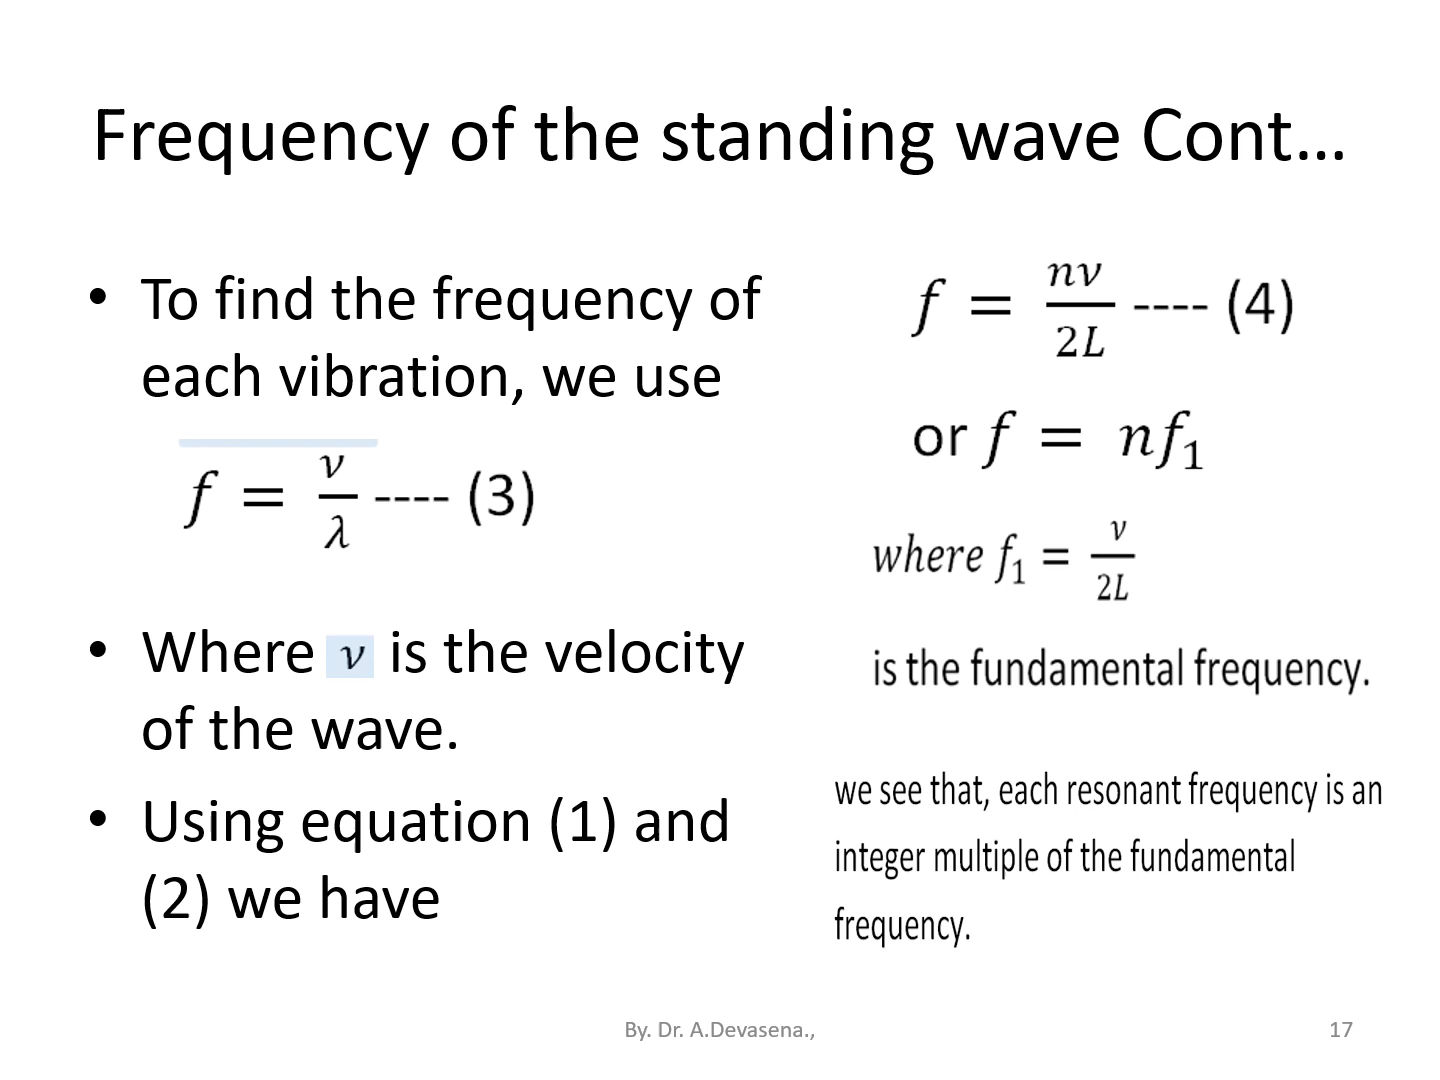 Frequency of the standing wave Cont…
• To find the frequency of
each vibration, we use
f = ν/λ ---- (3)
• Where ν is the velocity
of the wave.
• Using equation (1) and
(2) we have
f = nν/2L ---- (4)
or f = nf₁
where f₁ = ν/2L
is the fundamental frequency.
we see that, each resonant frequency is an
integer multiple of the fundamental
frequency.
By. Dr. A.Devasena.,
17